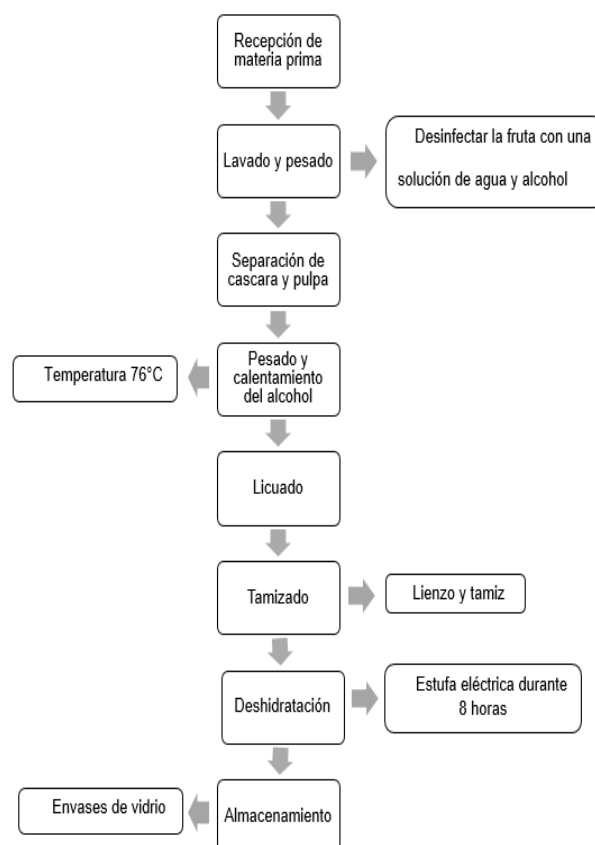 Recepción de
materia prima
Lavado y pesado
Desinfectar la fruta con una
solución de agua y alcohol
Separación de
cascara y pulpa
Temperatura 76°C
Pesado y
calentamiento
del alcohol
Licuado
Tamizado
Lienzo y tamiz
Deshidratación
Estufa eléctrica durante
8 horas
Envases de vidrio
Almacenamiento